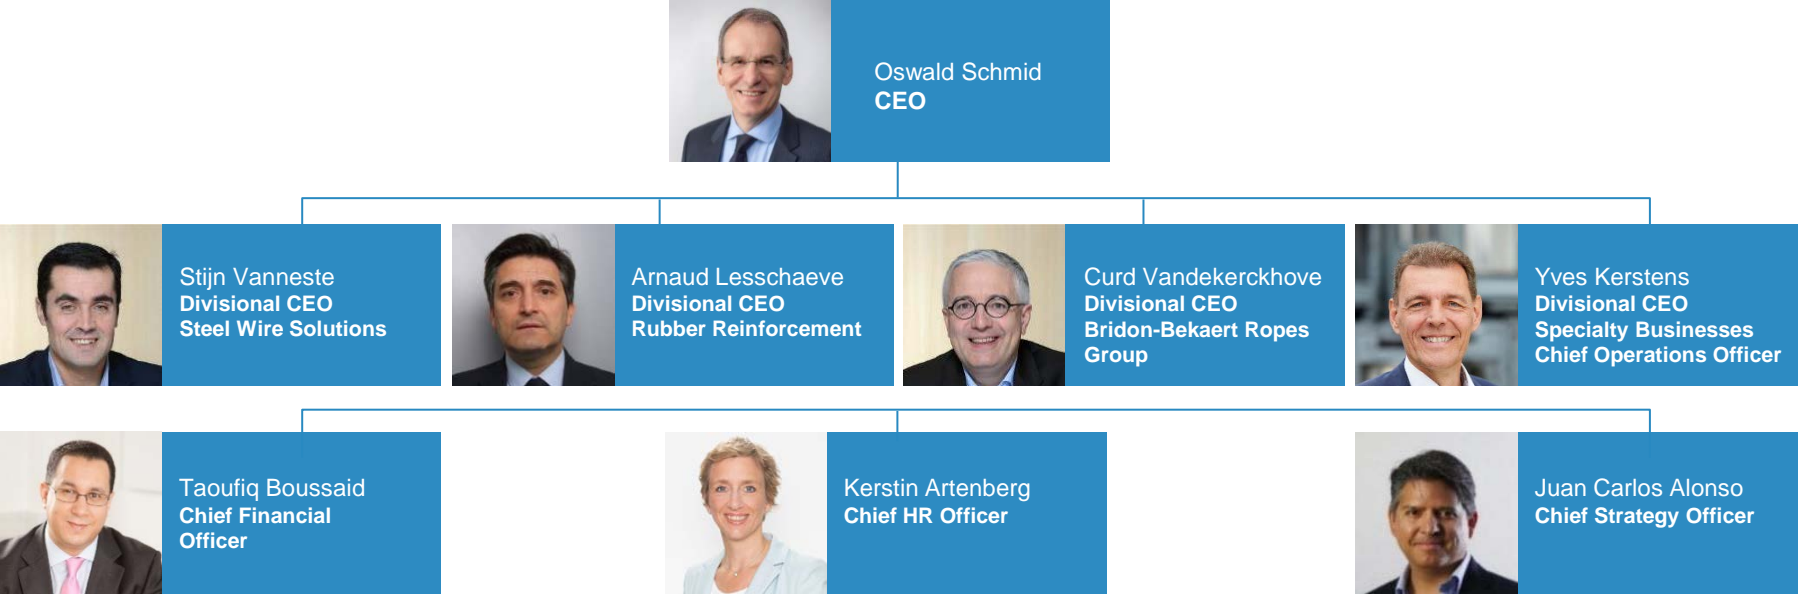 Oswald Schmid
CEO
Stijn Vanneste
Divisional CEO
Steel Wire Solutions
Arnaud Lesschaeve
Divisional CEO
Rubber Reinforcement
Curd Vandekerckhove
Divisional CEO
Bridon-Bekaert Ropes
Group
Yves Kerstens
Divisional CEO
Specialty Businesses
Chief Operations Officer
Taoufiq Boussaid
Chief Financial
Officer
Kerstin Artenberg
Chief HR Officer
Juan Carlos Alonso
Chief Strategy Officer